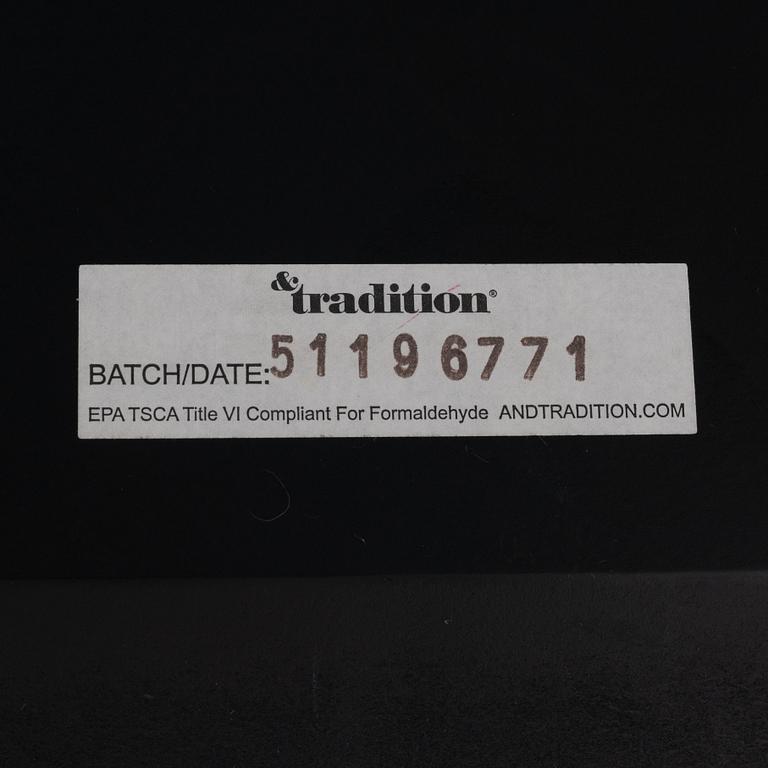 &tradition®
BATCH/DATE: 51196771
EPA TSCA Title VI Compliant For Formaldehyde ANDTRADITION.COM